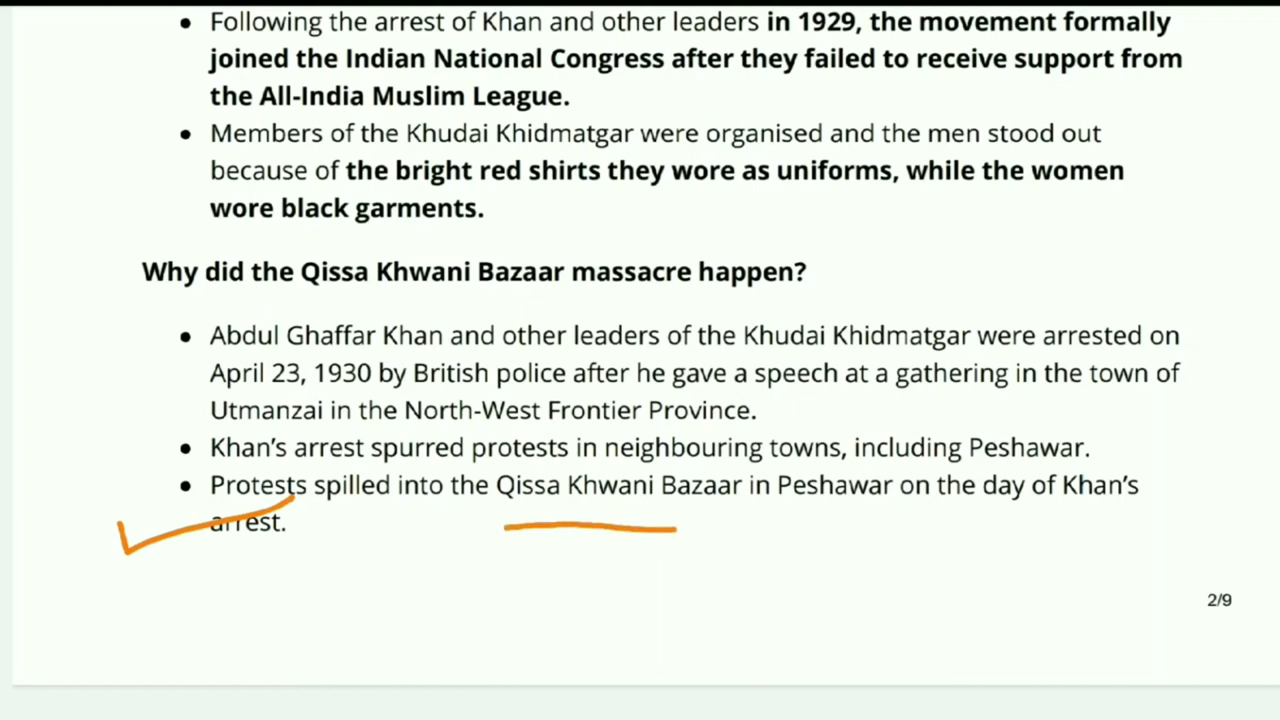 • Following the arrest of Khan and other leaders in 1929, the movement formally
joined the Indian National Congress after they failed to receive support from
the All-India Muslim League.
• Members of the Khudai Khidmatgar were organised and the men stood out
because of the bright red shirts they wore as uniforms, while the women
wore black garments.
Why did the Qissa Khwani Bazaar massacre happen?
• Abdul Ghaffar Khan and other leaders of the Khudai Khidmatgar were arrested on
April 23, 1930 by British police after he gave a speech at a gathering in the town of
Utmanzai in the North-West Frontier Province.
• Khan’s arrest spurred protests in neighbouring towns, including Peshawar.
• Protests spilled into the Qissa Khwani Bazaar in Peshawar on the day of Khan’s
arrest.
2/9